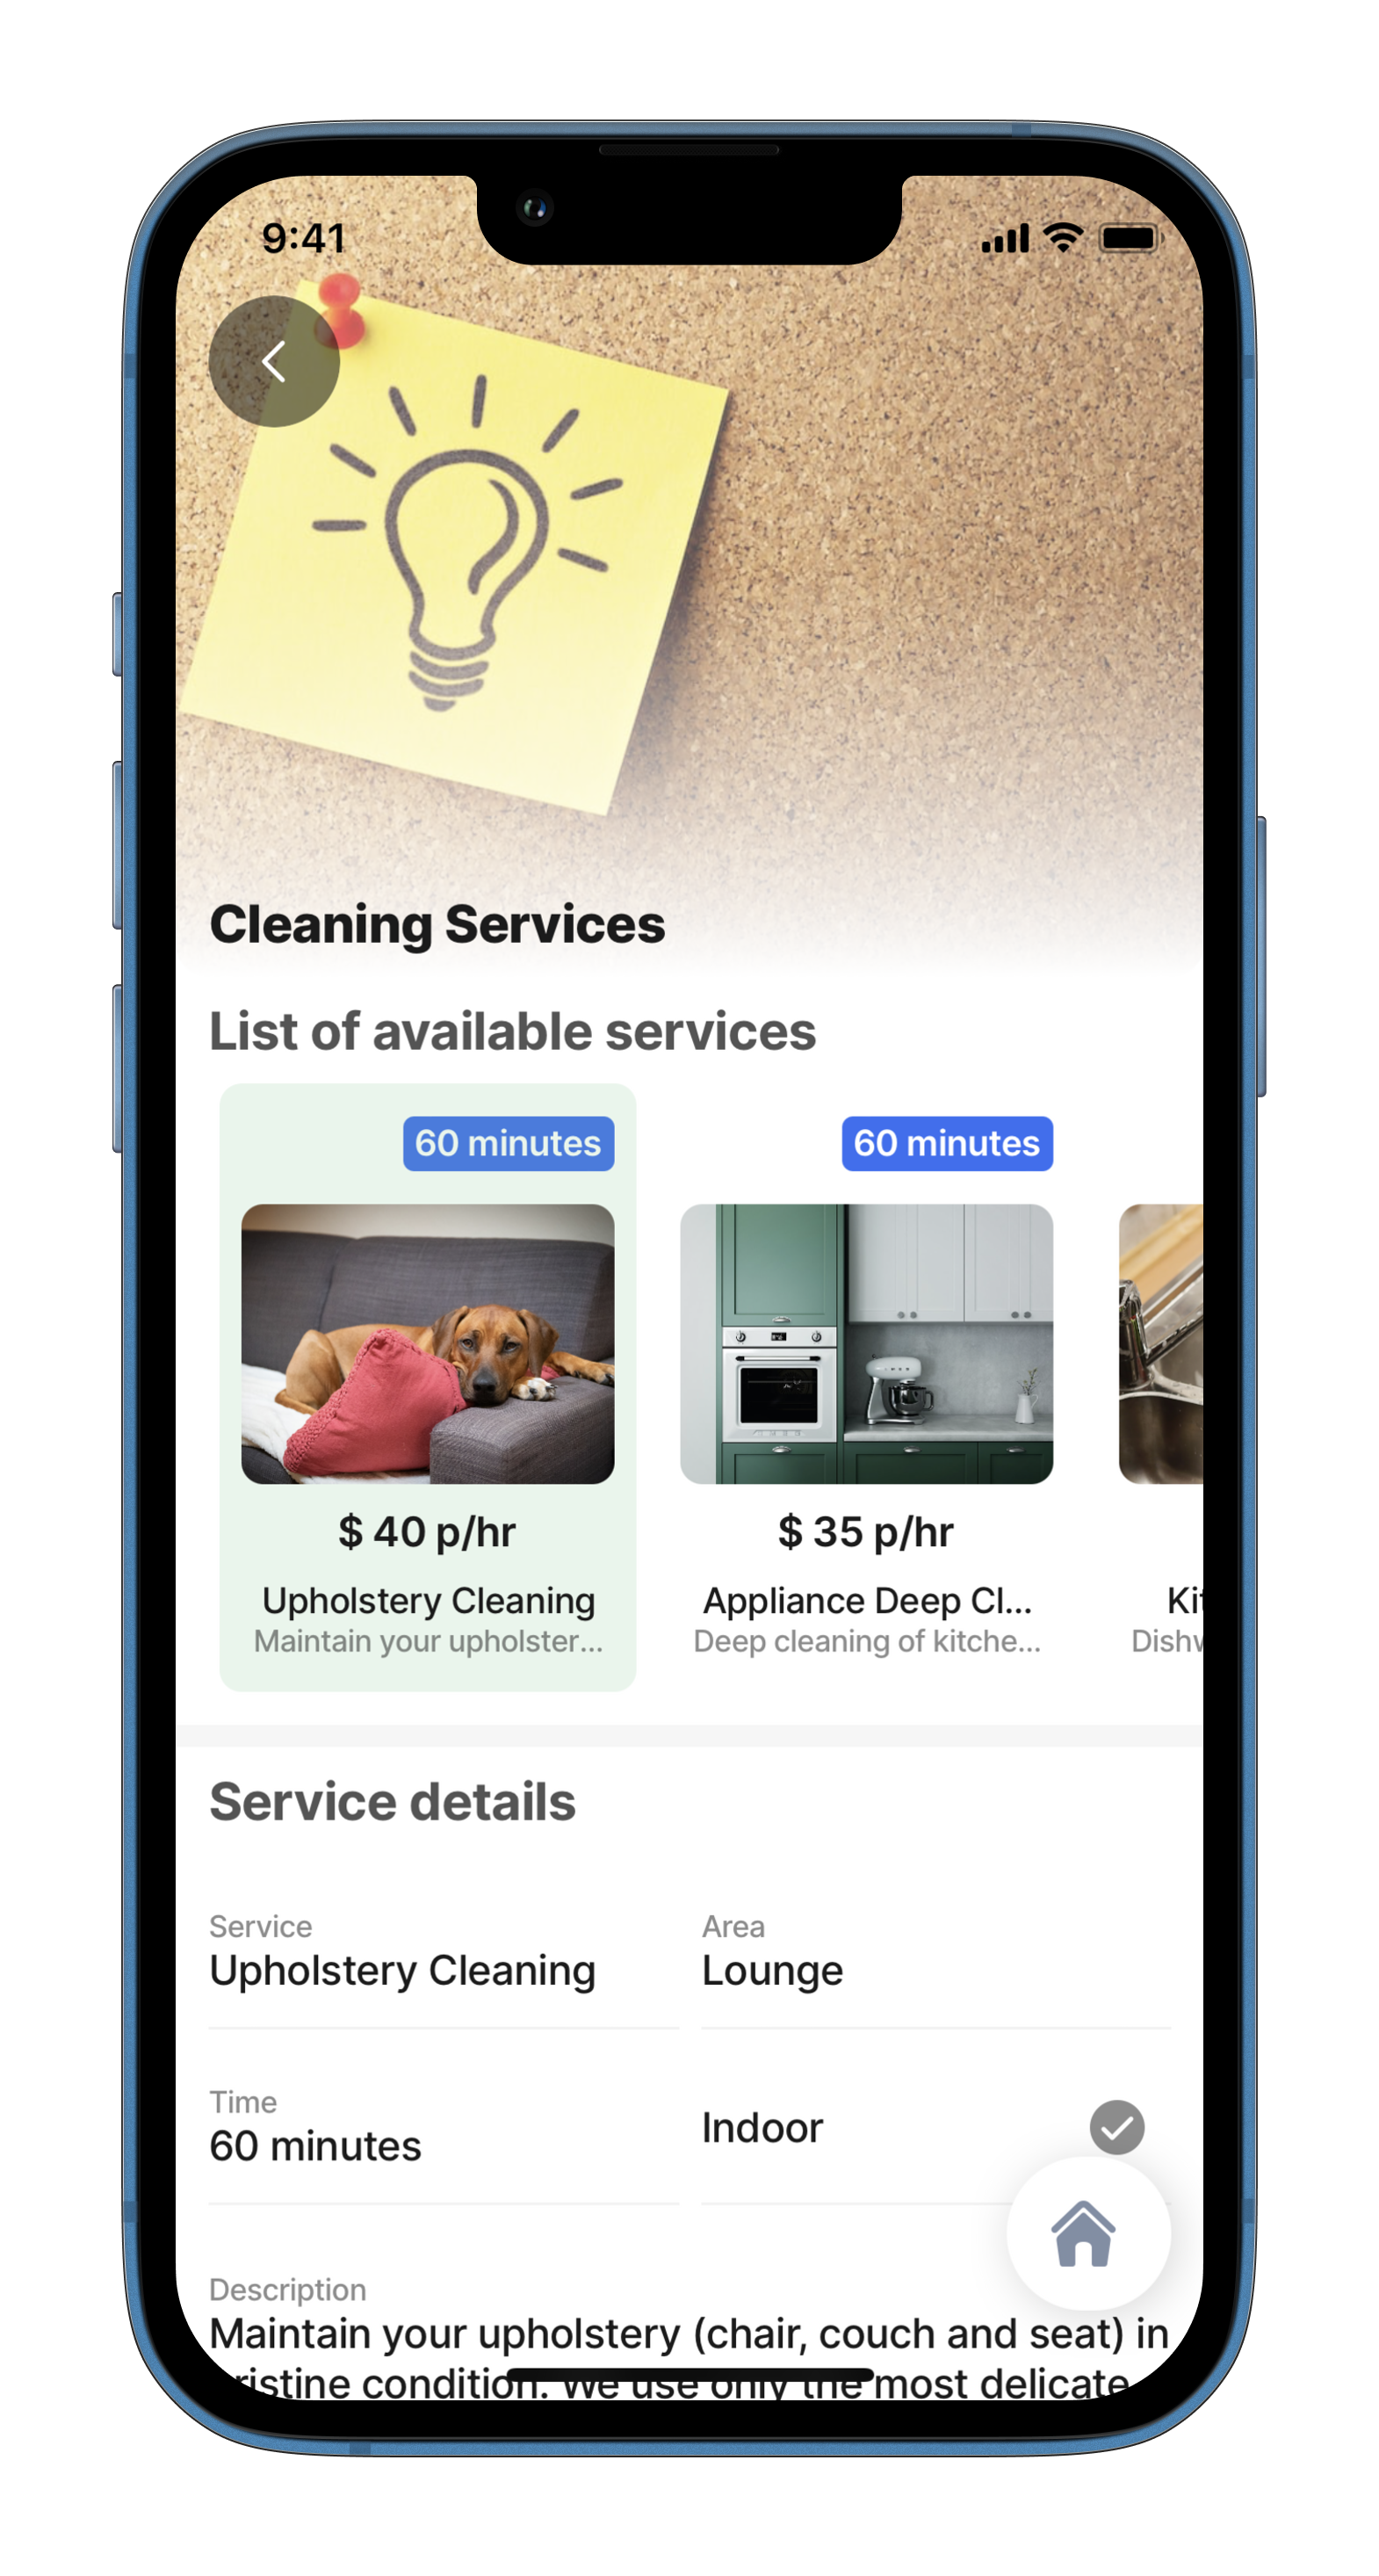 9:41
Cleaning Services
List of available services
60 minutes
60 minutes
$ 40 p/hr
$ 35 p/hr
Upholstery Cleaning
Appliance Deep Cl...
Kit
Maintain your upholster...
Deep cleaning of kitche...
Dishw
Service details
Service
Area
Upholstery Cleaning
Lounge
Time
60 minutes
Indoor
Description
Maintain your upholstery (chair, couch and seat) in
ristine condition. We use only the most delicate